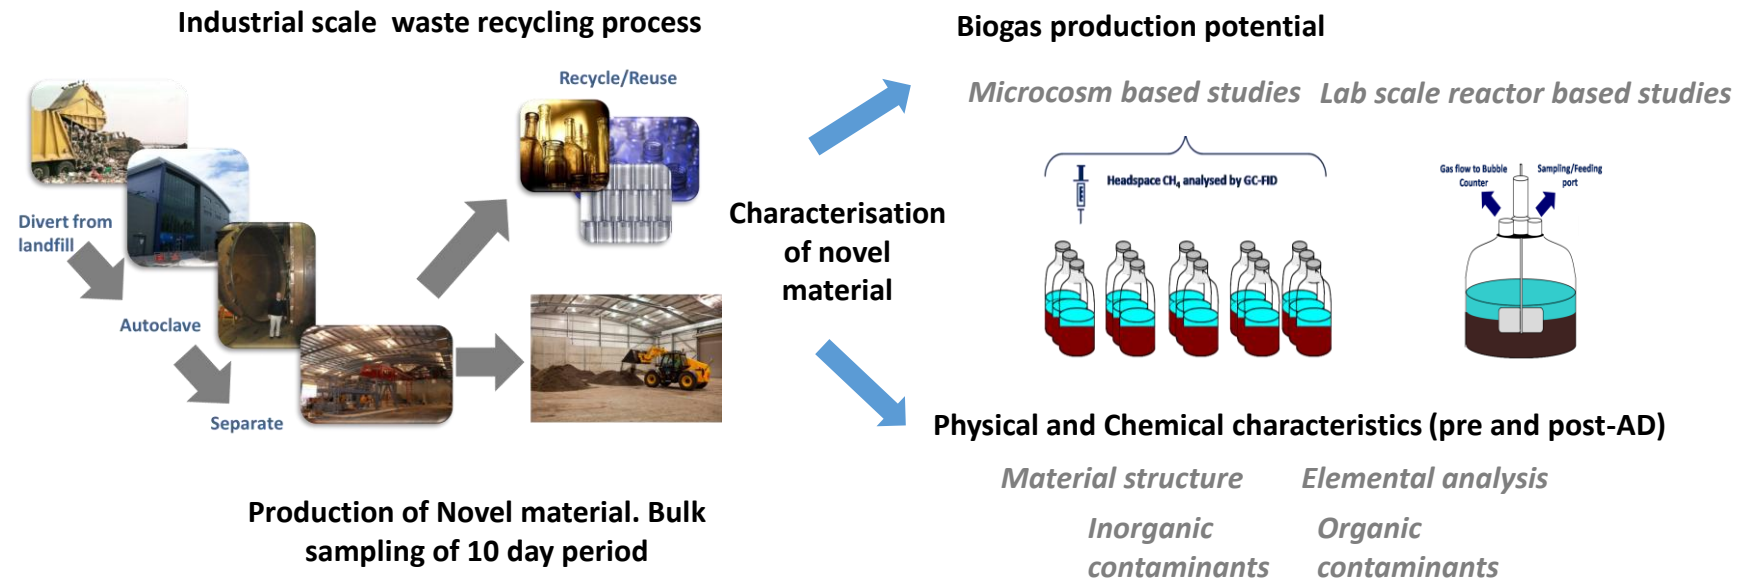 Industrial scale waste recycling process
Recycle/Reuse
Divert from
landfill
Autoclave
Separate
Production of Novel material. Bulk
sampling of 10 day period
Characterisation
of novel
material
Biogas production potential
Microcosm based studies
Lab scale reactor based studies
Headspace CH₄ analysed by GC-FID
Gas flow to Bubble
Counter
Sampling/Feeding
port
Physical and Chemical characteristics (pre and post-AD)
Material structure
Elemental analysis
Inorganic
contaminants
Organic
contaminants